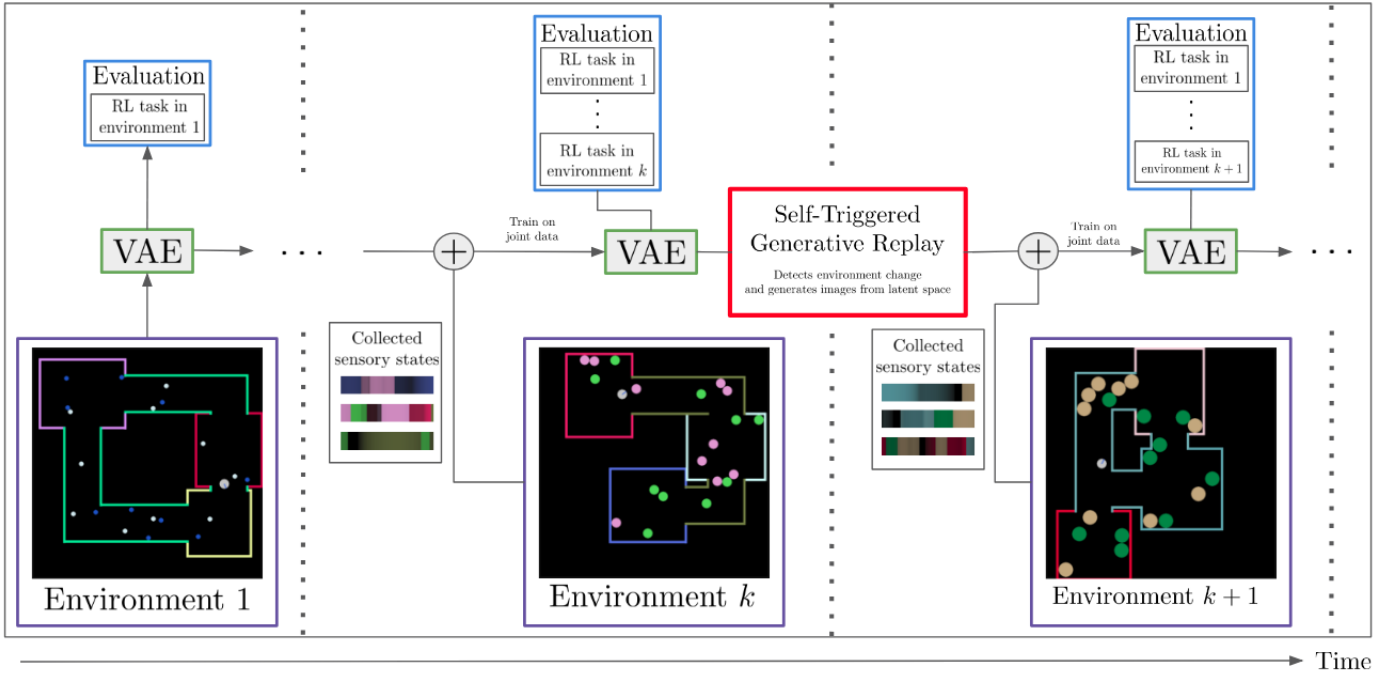 Evaluation
RL task in
environment 1
VAE
Environment 1
. . .
Evaluation
RL task in
environment 1
RL task in
environment k
+
Train on
joint data
VAE
Collected
sensory states
Environment k
Self-Triggered
Generative Replay
Detects environment change
and generates images from latent space
Evaluation
RL task in
environment 1
RL task in
environment k + 1
+
Train on
joint data
VAE
. . .
Collected
sensory states
Environment k + 1
Time